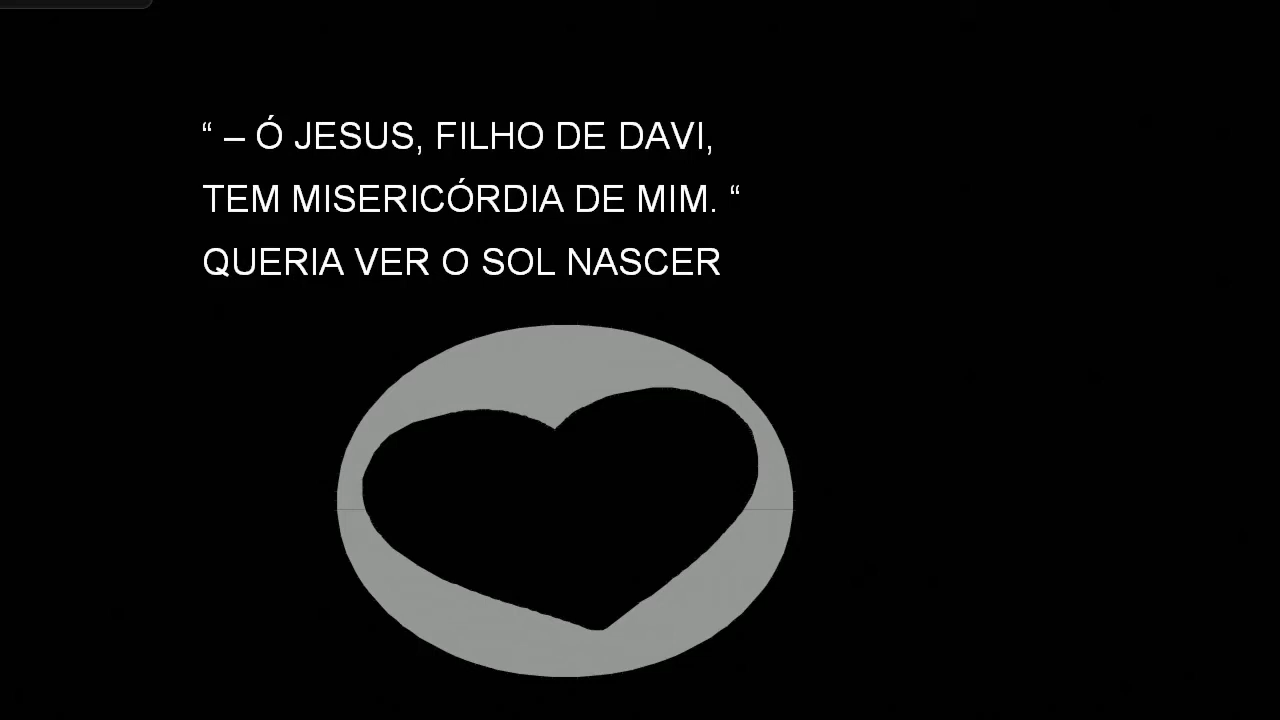 “ – Ó JESUS, FILHO DE DAVI,
TEM MISERICÓRDIA DE MIM. “
QUERIA VER O SOL NASCER